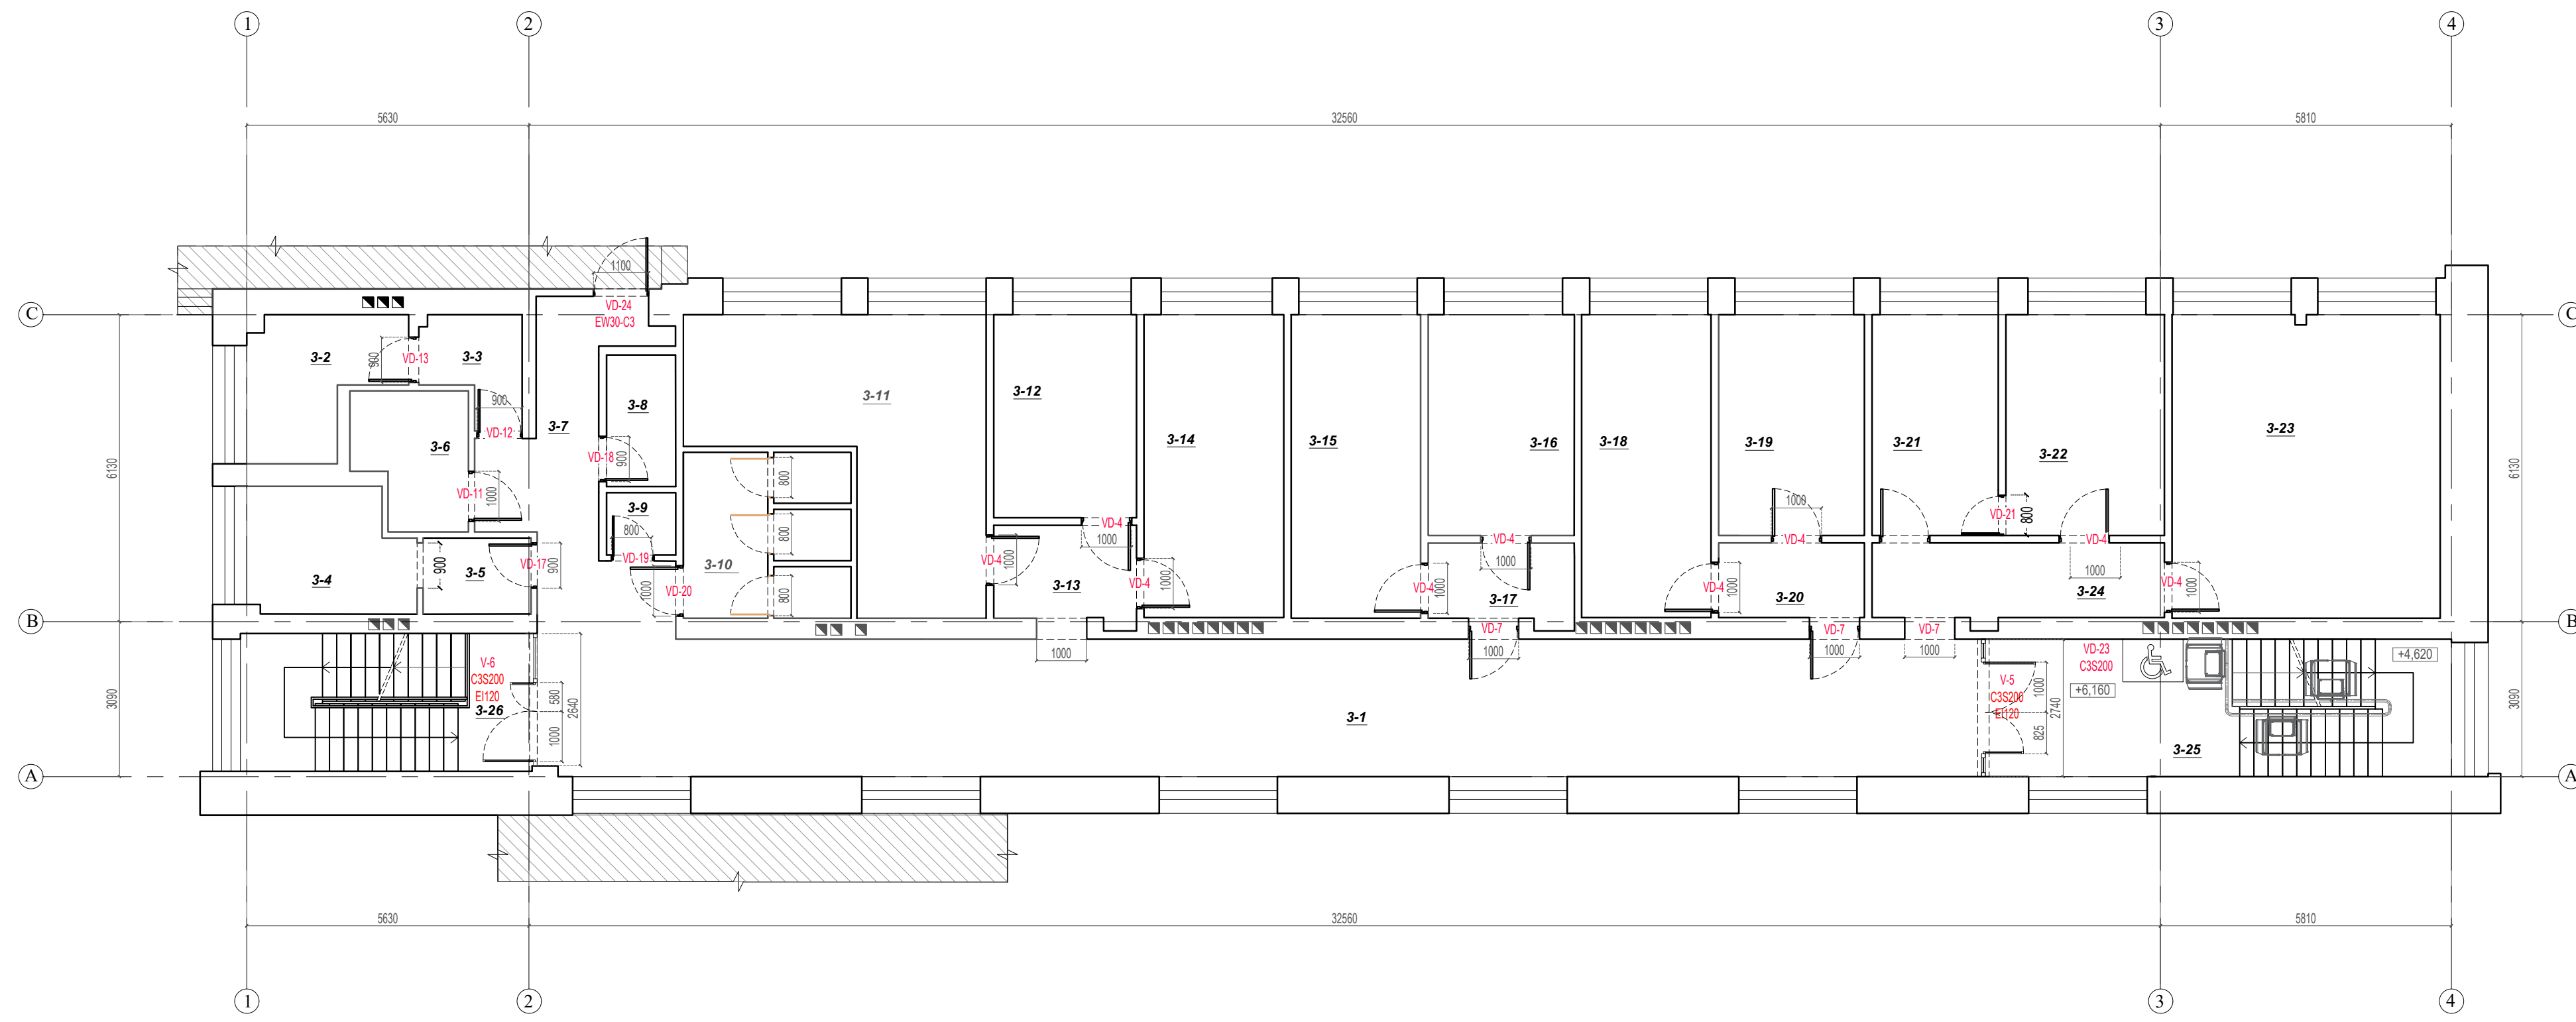 1
2
3
4
5630
32560
5810
1100
VD-24
EW30-C3
C
C
3-2
900
VD-13
3-3
900
VD-12
3-7
3-8
3-11
3-12
3-14
3-15
3-16
3-18
3-19
3-21
3-22
3-23
6130
6130
3-6
VD-18
900
800
VD-11
1000
3-9
800
VD-19
800
800
VD-4
1000
1000
VD-21
800
VD-4
1000
VD-4
VD-4
1000
3-4
900
3-5
VD-17
900
1000
VD-20
3-10
VD-4
1000
3-13
VD-4
1000
VD-4
1000
3-17
VD-4
1000
3-20
3-24
VD-4
1000
B
B
VD-7
1000
1000
VD-7
1000
VD-7
1000
V-6
C3S200
EI120
3-26
580
2640
1000
3090
3090
3-1
V-5
C3S200
EI120
1000
2740
825
VD-23
C3S200
+6,160
+4,620
3-25
A
A
5630
32560
5810
1
2
3
4